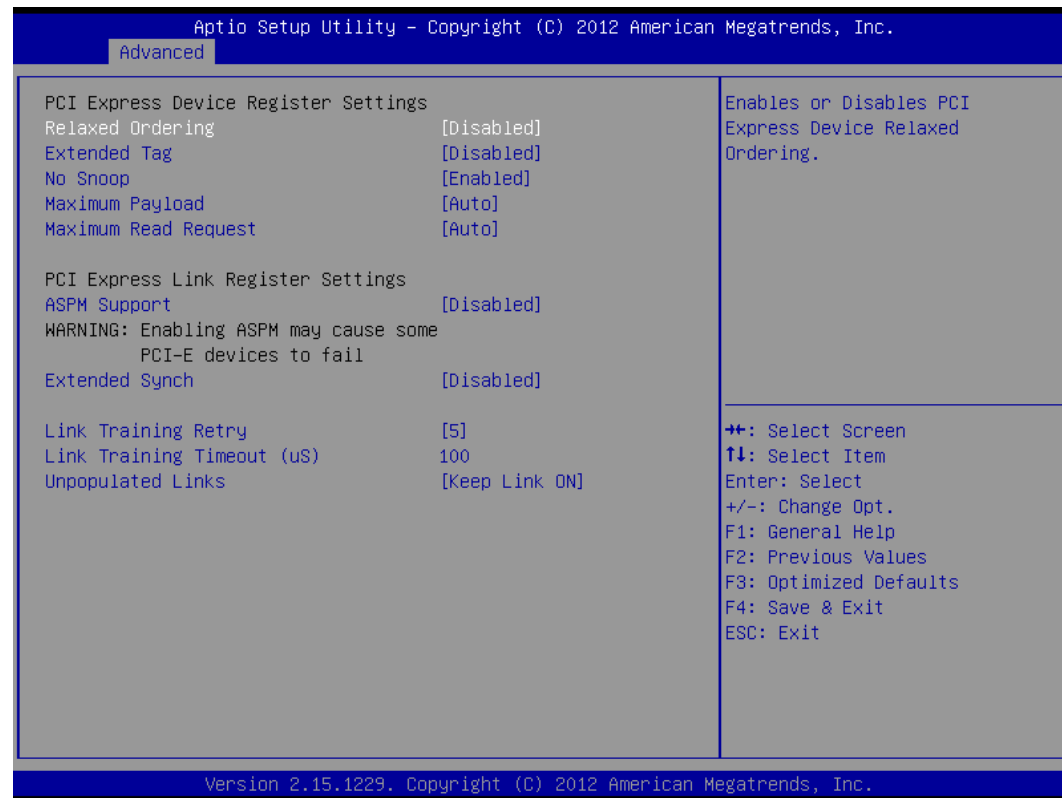 Aptio Setup Utility – Copyright (C) 2012 American Megatrends, Inc.
Advanced
PCI Express Device Register Settings
Relaxed Ordering [Disabled]
Extended Tag [Disabled]
No Snoop [Enabled]
Maximum Payload [Auto]
Maximum Read Request [Auto]
PCI Express Link Register Settings
ASPM Support [Disabled]
WARNING: Enabling ASPM may cause some
PCI-E devices to fail
Extended Synch [Disabled]
Link Training Retry [5]
Link Training Timeout (uS) 100
Unpopulated Links [Keep Link ON]
Enables or Disables PCI
Express Device Relaxed
Ordering.
→←: Select Screen
↑↓: Select Item
Enter: Select
+/-: Change Opt.
F1: General Help
F2: Previous Values
F3: Optimized Defaults
F4: Save & Exit
ESC: Exit
Version 2.15.1229. Copyright (C) 2012 American Megatrends, Inc.